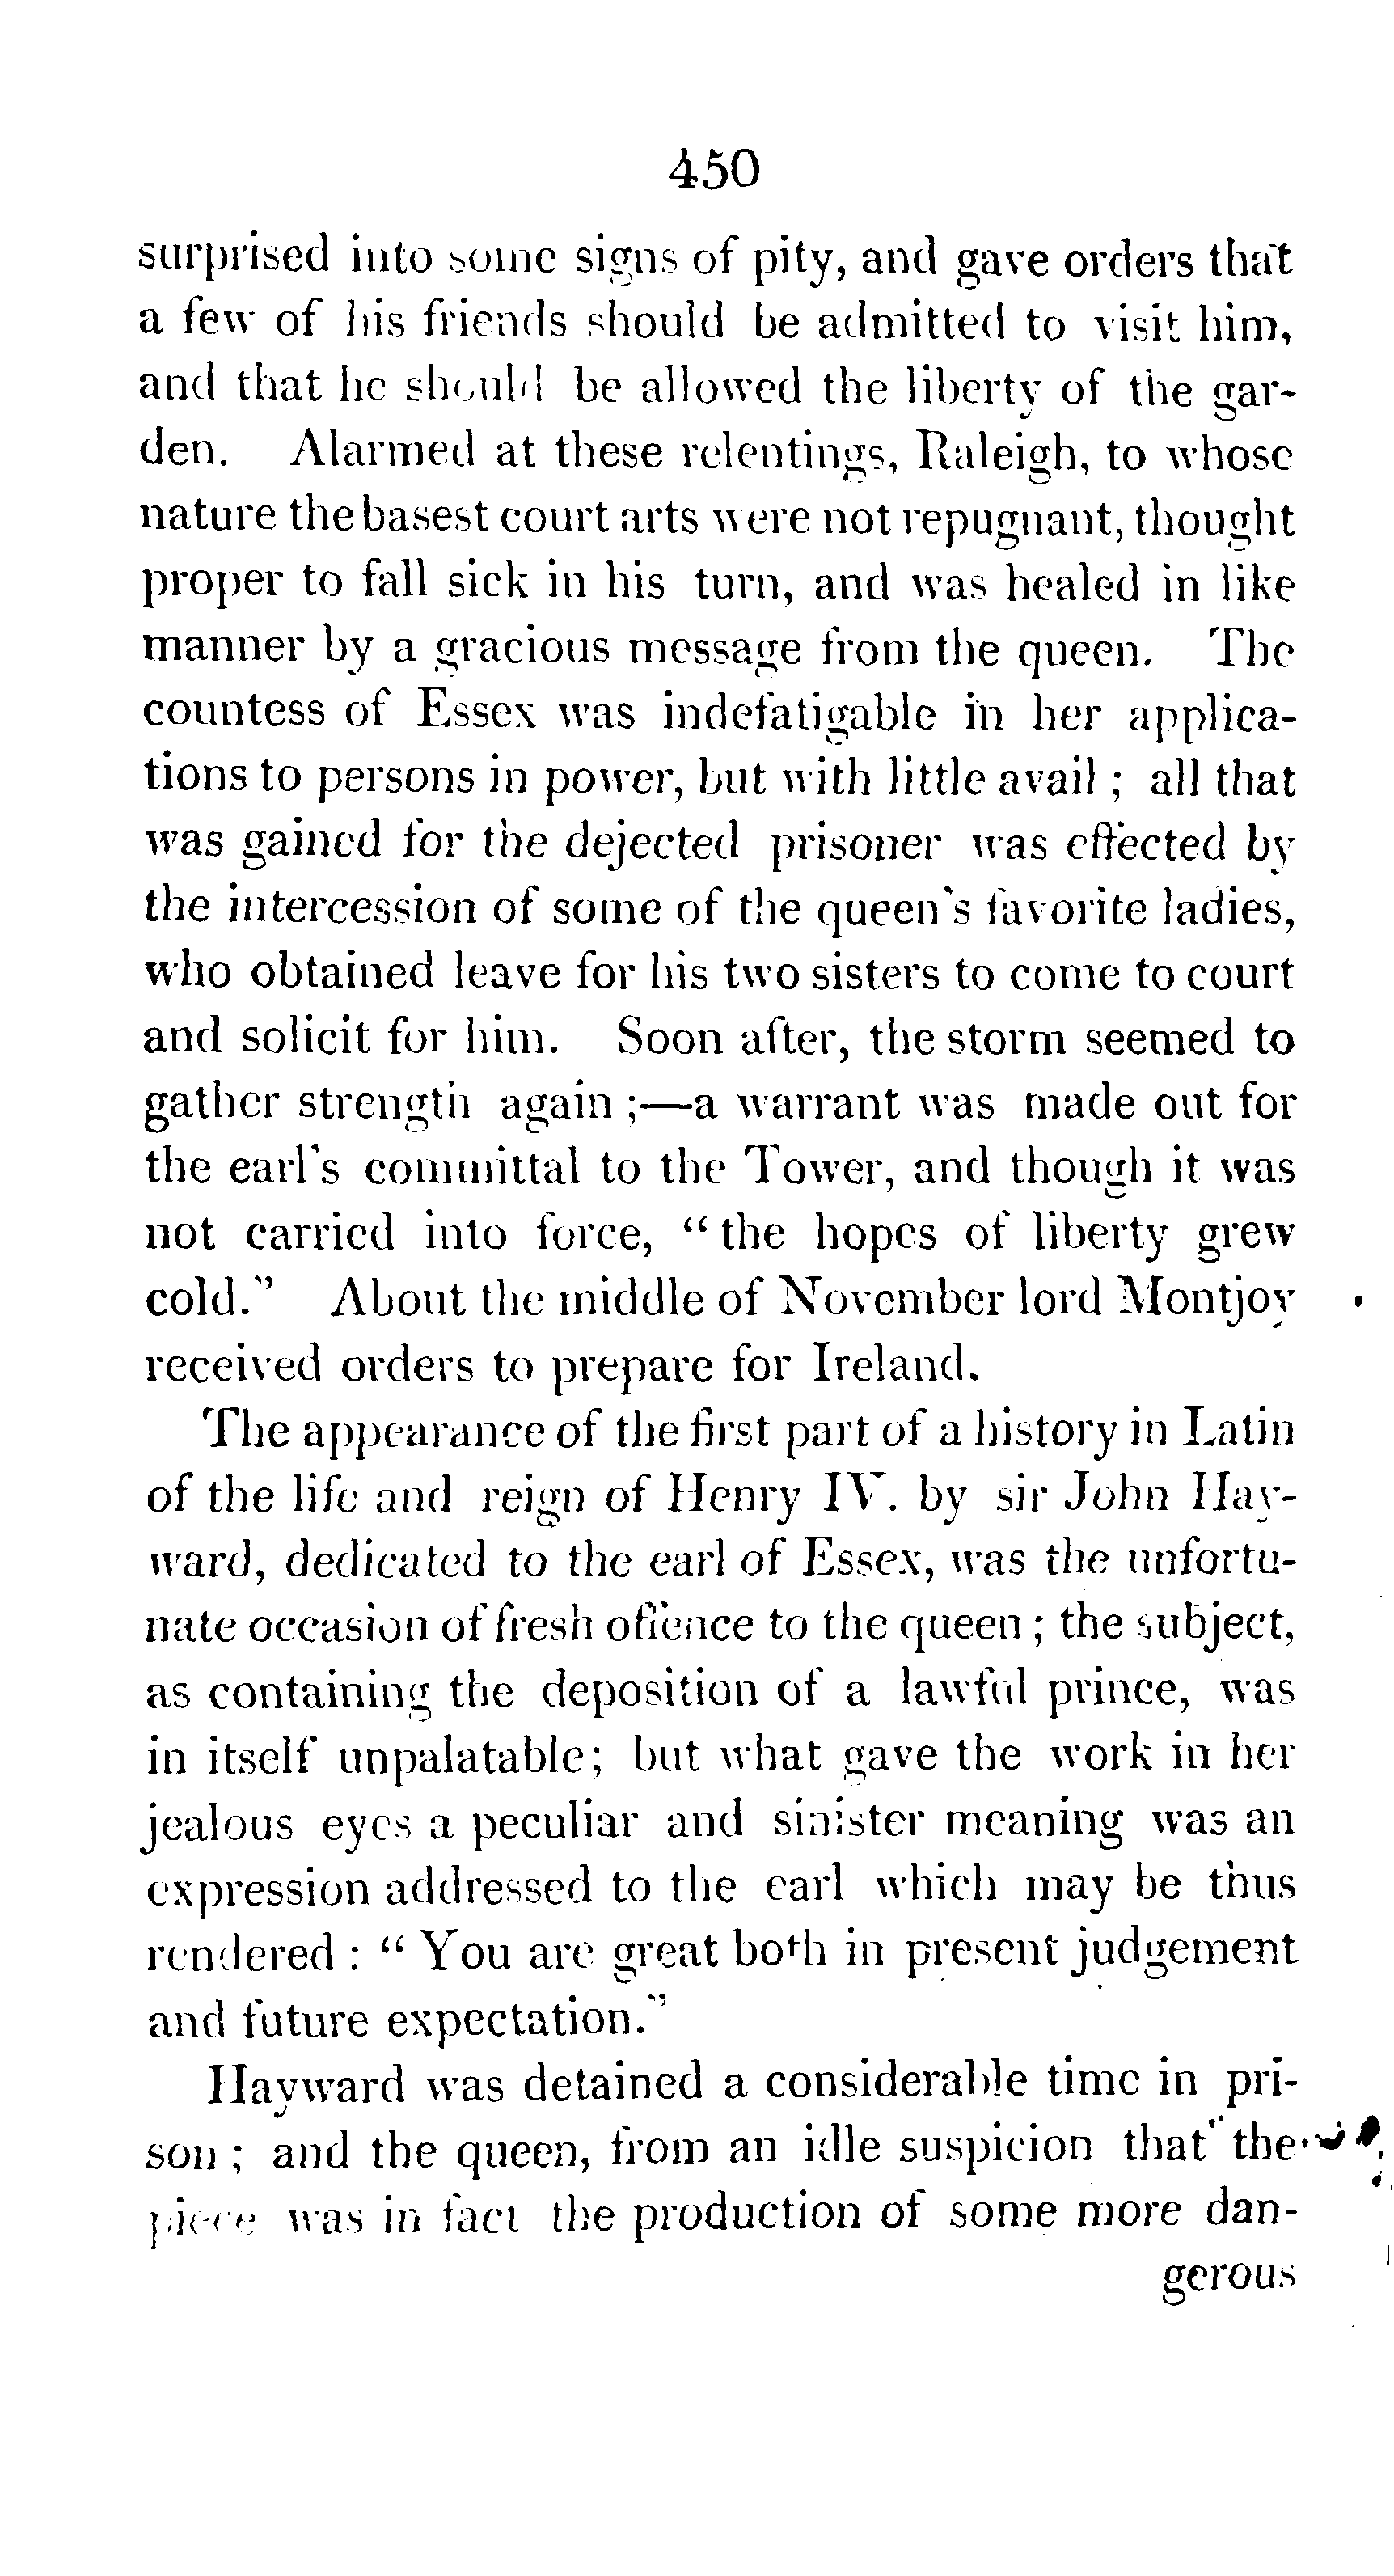 450
surprised into some signs of pity, and gave orders that
a few of his friends should be admitted to visit him,
and that he should be allowed the liberty of the gar-
den. Alarmed at these relentings, Raleigh, to whose
nature the basest court arts were not repugnant, thought
proper to fall sick in his turn, and was healed in like
manner by a gracious message from the queen. The
countess of Essex was indefatigable in her applica-
tions to persons in power, but with little avail ; all that
was gained for the dejected prisoner was effected by
the intercession of some of the queen's favorite ladies,
who obtained leave for his two sisters to come to court
and solicit for him. Soon after, the storm seemed to
gather strength again ;—a warrant was made out for
the earl's committal to the Tower, and though it was
not carried into force, “ the hopes of liberty grew
cold.” About the middle of November lord Montjoy
received orders to prepare for Ireland.
The appearance of the first part of a history in Latin
of the life and reign of Henry IV. by sir John Hay-
ward, dedicated to the earl of Essex, was the unfortu-
nate occasion of fresh offence to the queen ; the subject,
as containing the deposition of a lawful prince, was
in itself unpalatable; but what gave the work in her
jealous eyes a peculiar and sinister meaning was an
expression addressed to the earl which may be thus
rendered : “ You are great both in present judgement
and future expectation.”
Hayward was detained a considerable time in pri-
son ; and the queen, from an idle suspicion that the
piece was in fact the production of some more dan-
gerous